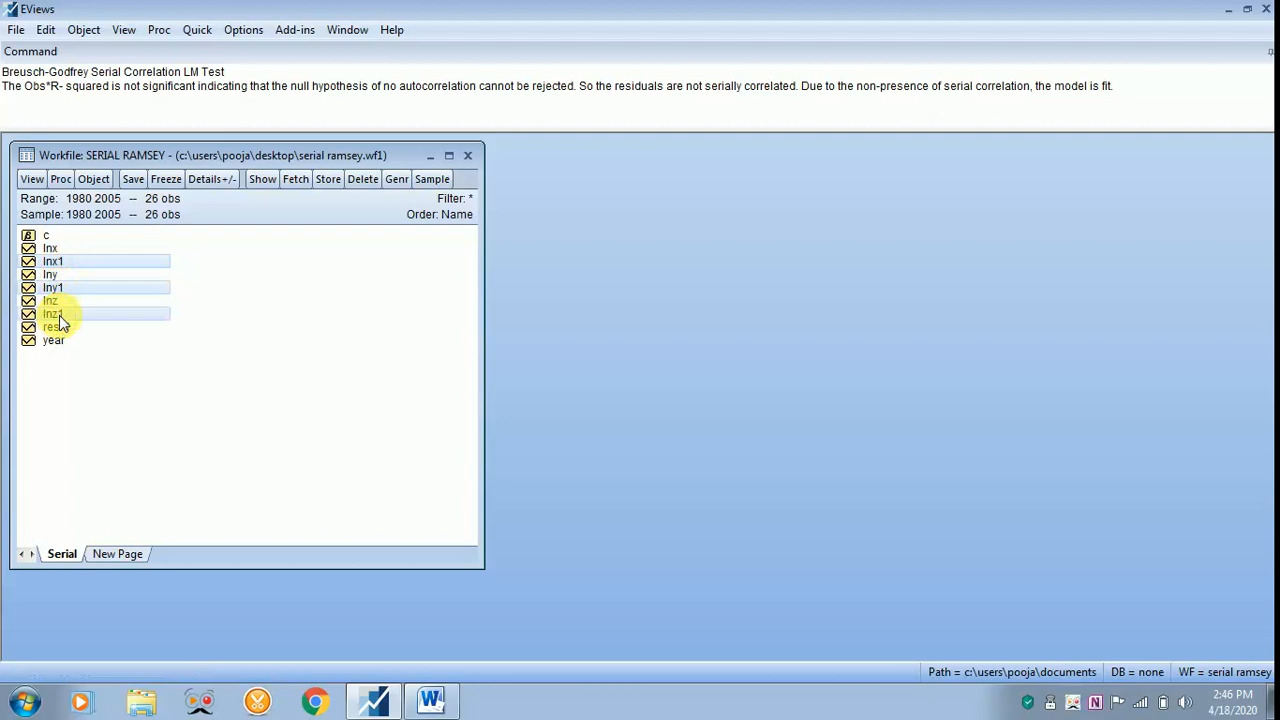 EViews
File Edit Object View Proc Quick Options Add-ins Window Help
Command
Breusch-Godfrey Serial Correlation LM Test
The Obs*R- squared is not significant indicating that the null hypothesis of no autocorrelation cannot be rejected. So the residuals are not serially correlated. Due to the non-presence of serial correlation, the model is fit.
Workfile: SERIAL RAMSEY - (c:\users\pooja\desktop\serial ramsey.wf1)
View Proc Object Save Freeze Details+/- Show Fetch Store Delete Genr Sample
Range: 1980 2005 -- 26 obs Filter: *
Sample: 1980 2005 -- 26 obs Order: Name
c
lnx
lnx1
lny
lny1
lnz
lnz1
year
Serial New Page
Path = c:\users\pooja\documents DB = none WF = serial ramsey
2:46 PM
4/18/2020